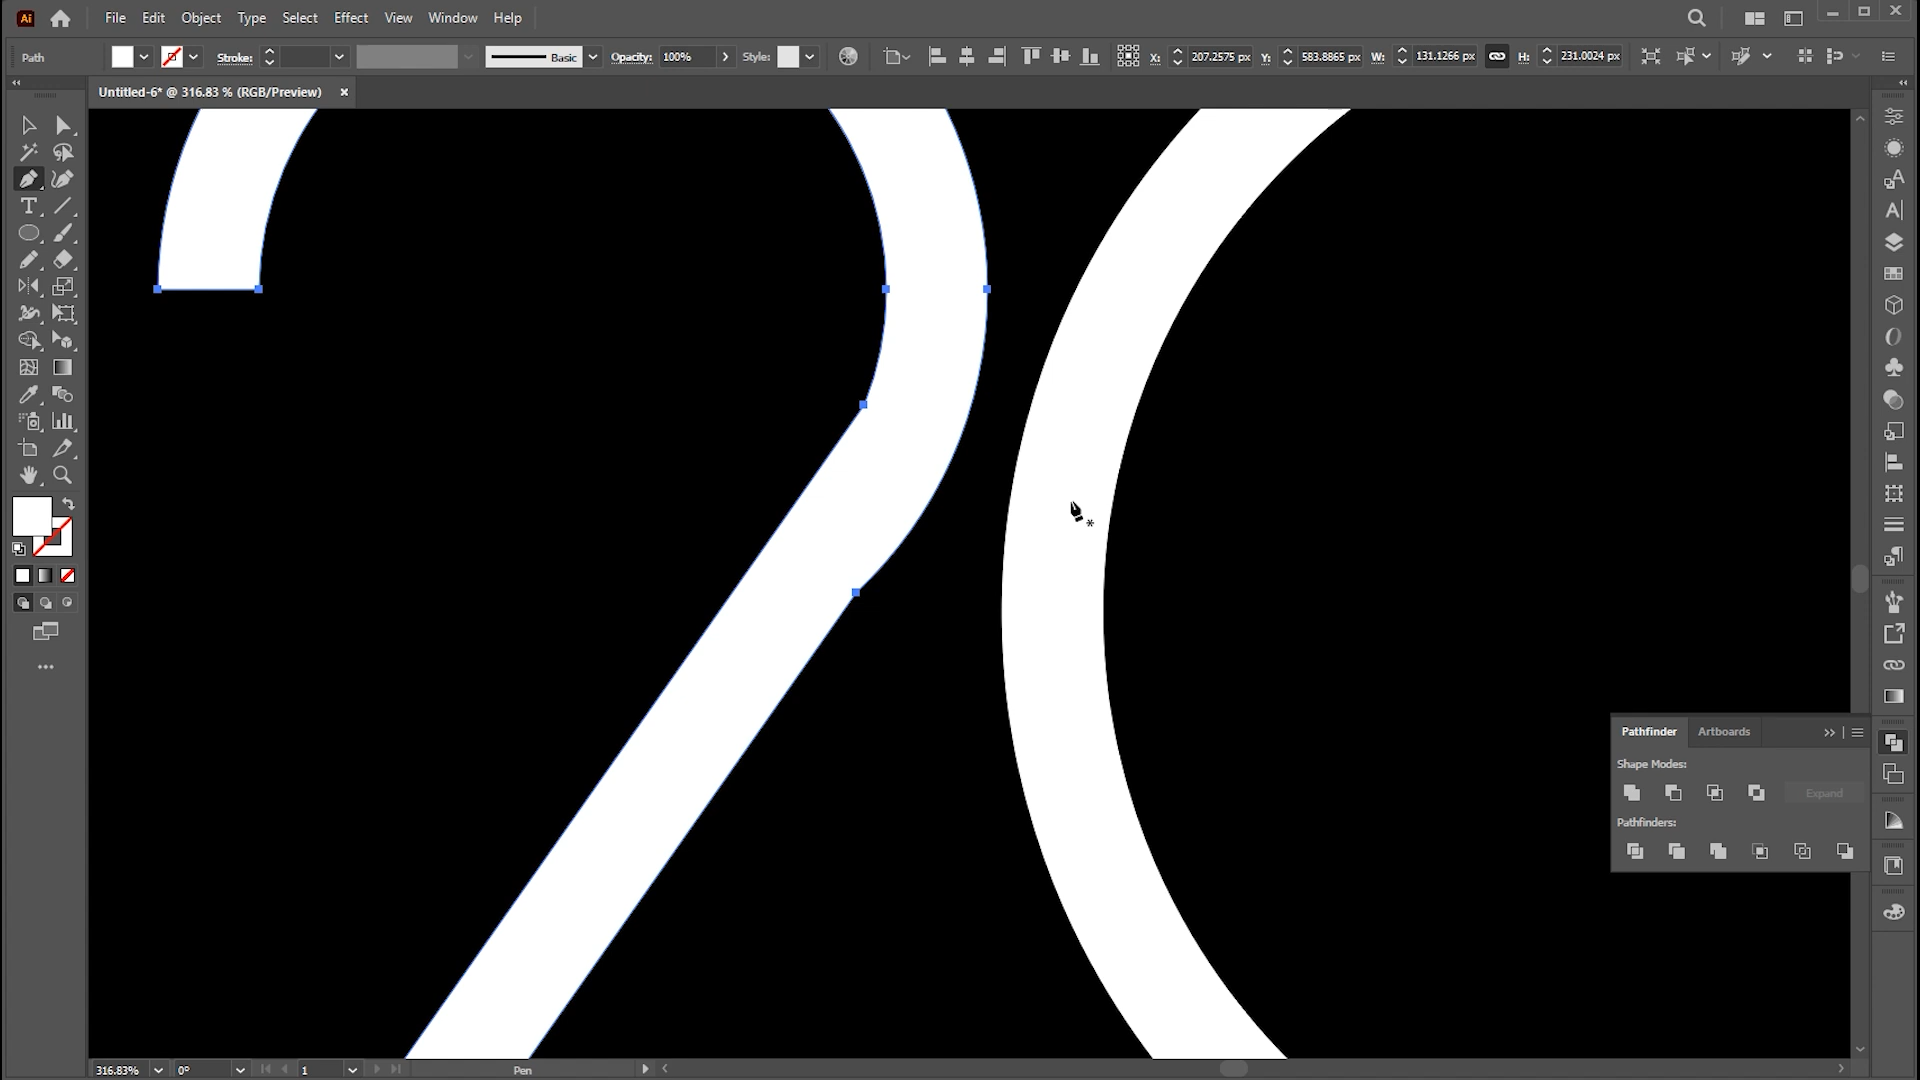 Ai File Edit Object Type Select Effect View Window Help
Path Stroke: Basic Opacity: 100% Style: X: 207.2575 px Y: 583.8865 px W: 131.1266 px H: 231.0024 px
Untitled-6* @ 316.83 % (RGB/Preview)
Pathfinder Artboards
Shape Modes:
Expand
Pathfinders:
316.83% 0° 1 Pen